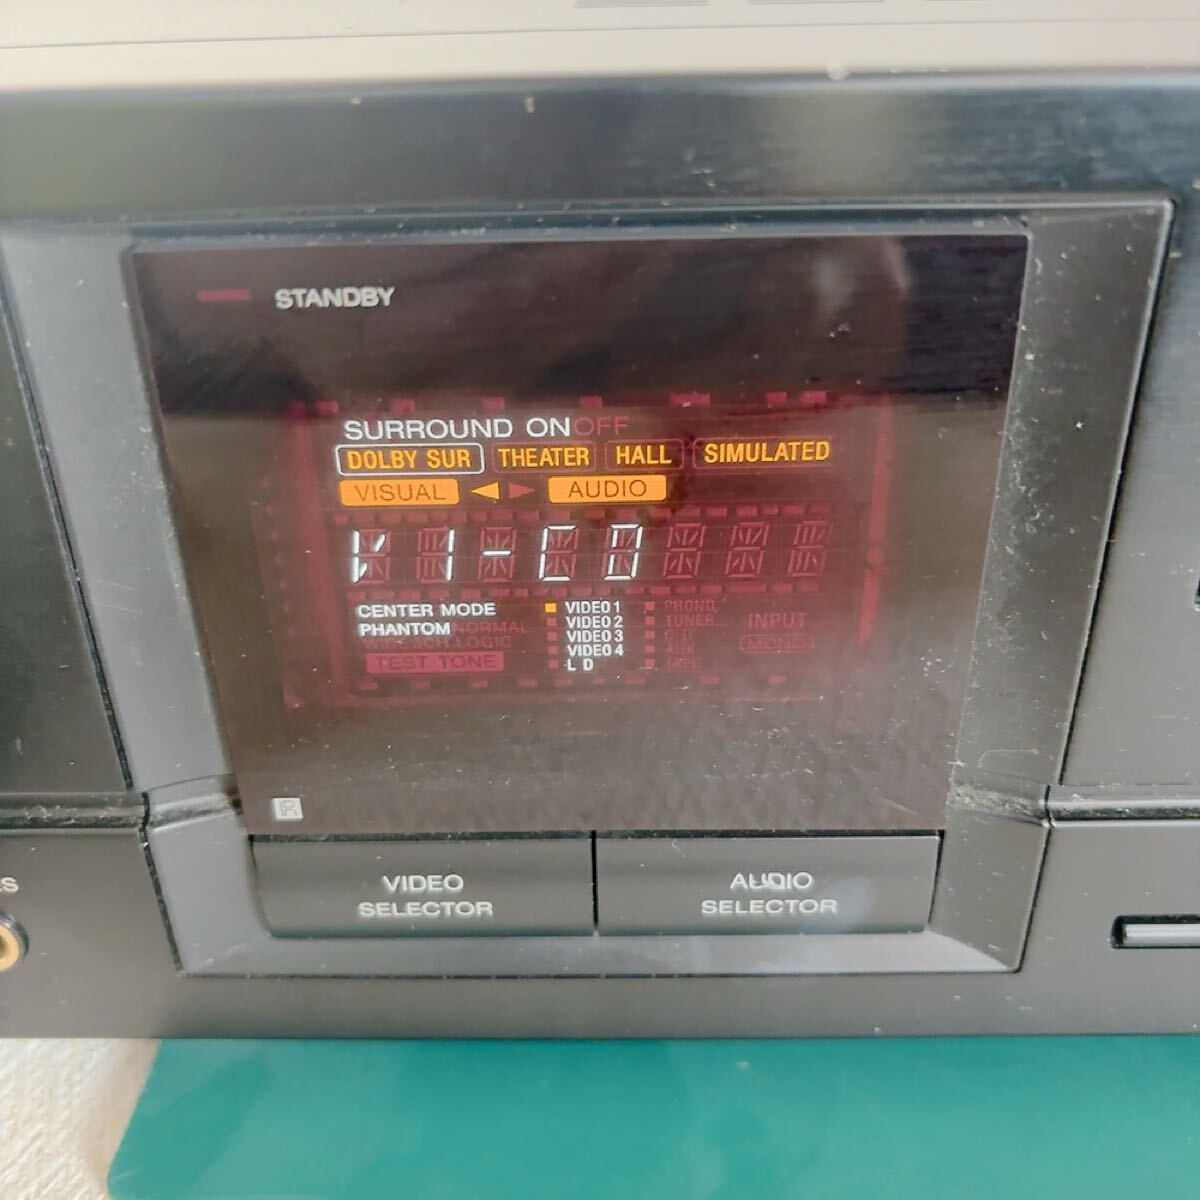 STANDBY
SURROUND ON OFF
DOLBY SUR THEATER HALL SIMULATED
VISUAL AUDIO
V1-CD
CENTER MODE
PHANTOM NORMAL
WIDE 3CH LOGIC
TEST TONE
VIDEO 1
VIDEO 2
VIDEO 3
VIDEO 4
L D
PHONO
TUNER
C D
AUX
TAPE
INPUT
MONO
R
VIDEO
SELECTOR
AUDIO
SELECTOR